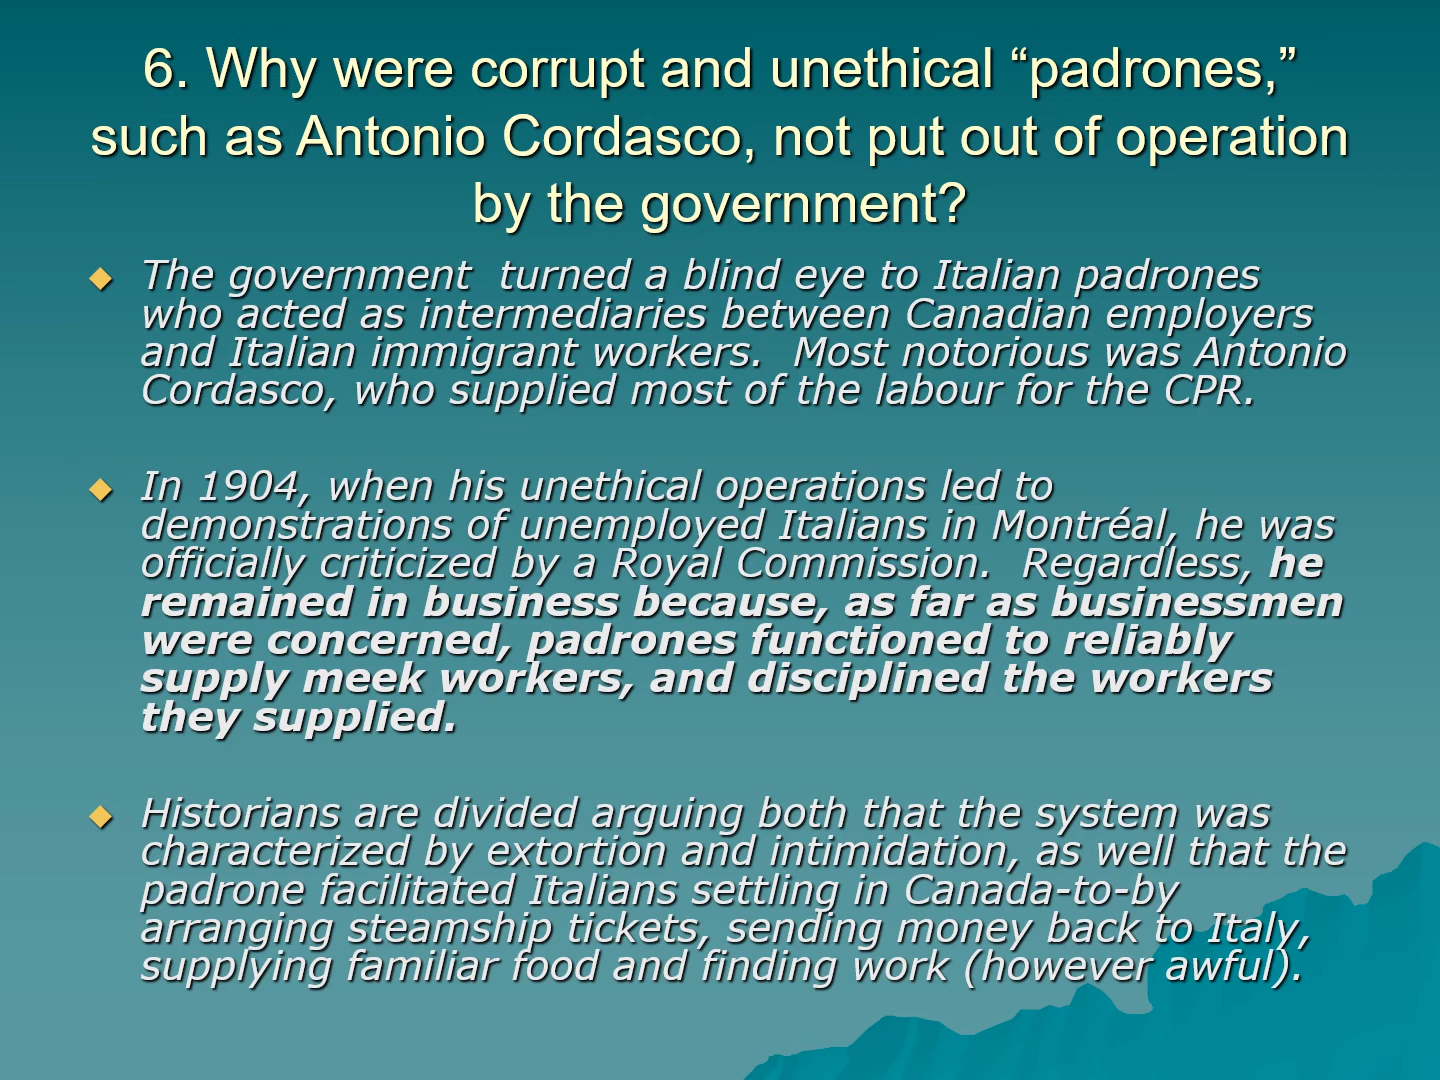 6. Why were corrupt and unethical “padrones,”
such as Antonio Cordasco, not put out of operation
by the government?
The government  turned a blind eye to Italian padrones
who acted as intermediaries between Canadian employers
and Italian immigrant workers.  Most notorious was Antonio
Cordasco, who supplied most of the labour for the CPR.
In 1904, when his unethical operations led to
demonstrations of unemployed Italians in Montréal, he was
officially criticized by a Royal Commission.  Regardless, he
remained in business because, as far as businessmen
were concerned, padrones functioned to reliably
supply meek workers, and disciplined the workers
they supplied.
Historians are divided arguing both that the system was
characterized by extortion and intimidation, as well that the
padrone facilitated Italians settling in Canada-to-by
arranging steamship tickets, sending money back to Italy,
supplying familiar food and finding work (however awful).